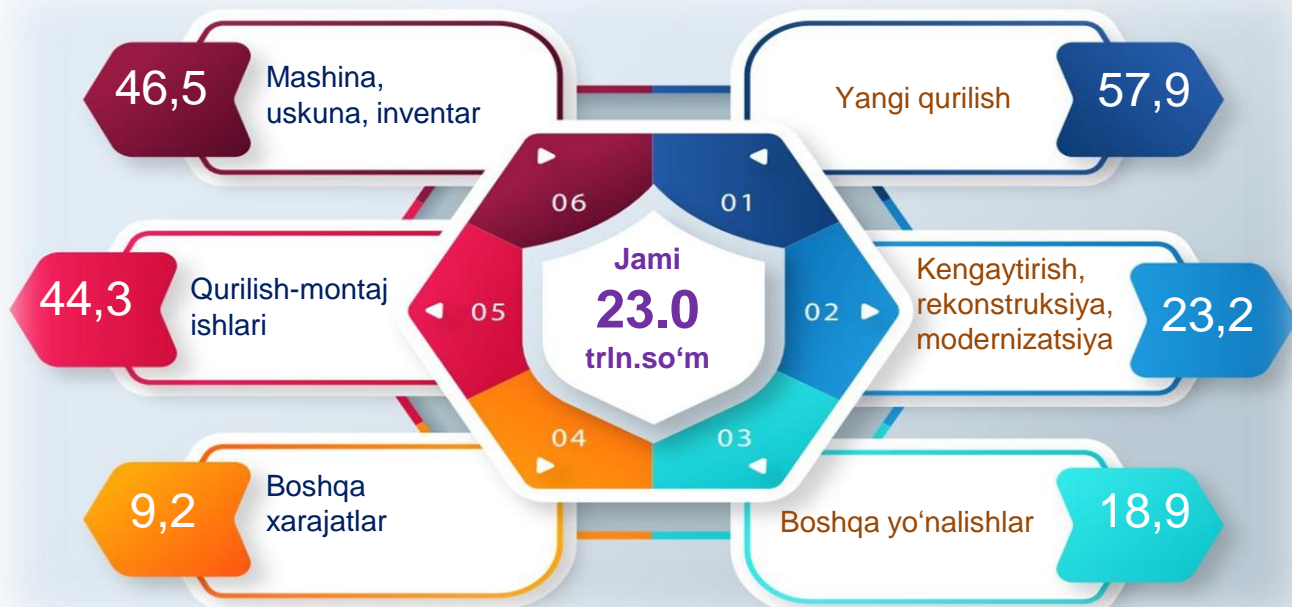 46,5
Mashina,
uskuna, inventar
Yangi qurilish
57,9
06
01
44,3
Qurilish-montaj
ishlari
05
Jami
23.0
trln.so‘m
02
Kengaytirish,
rekonstruksiya,
modernizatsiya
23,2
04
03
9,2
Boshqa
xarajatlar
Boshqa yo‘nalishlar
18,9